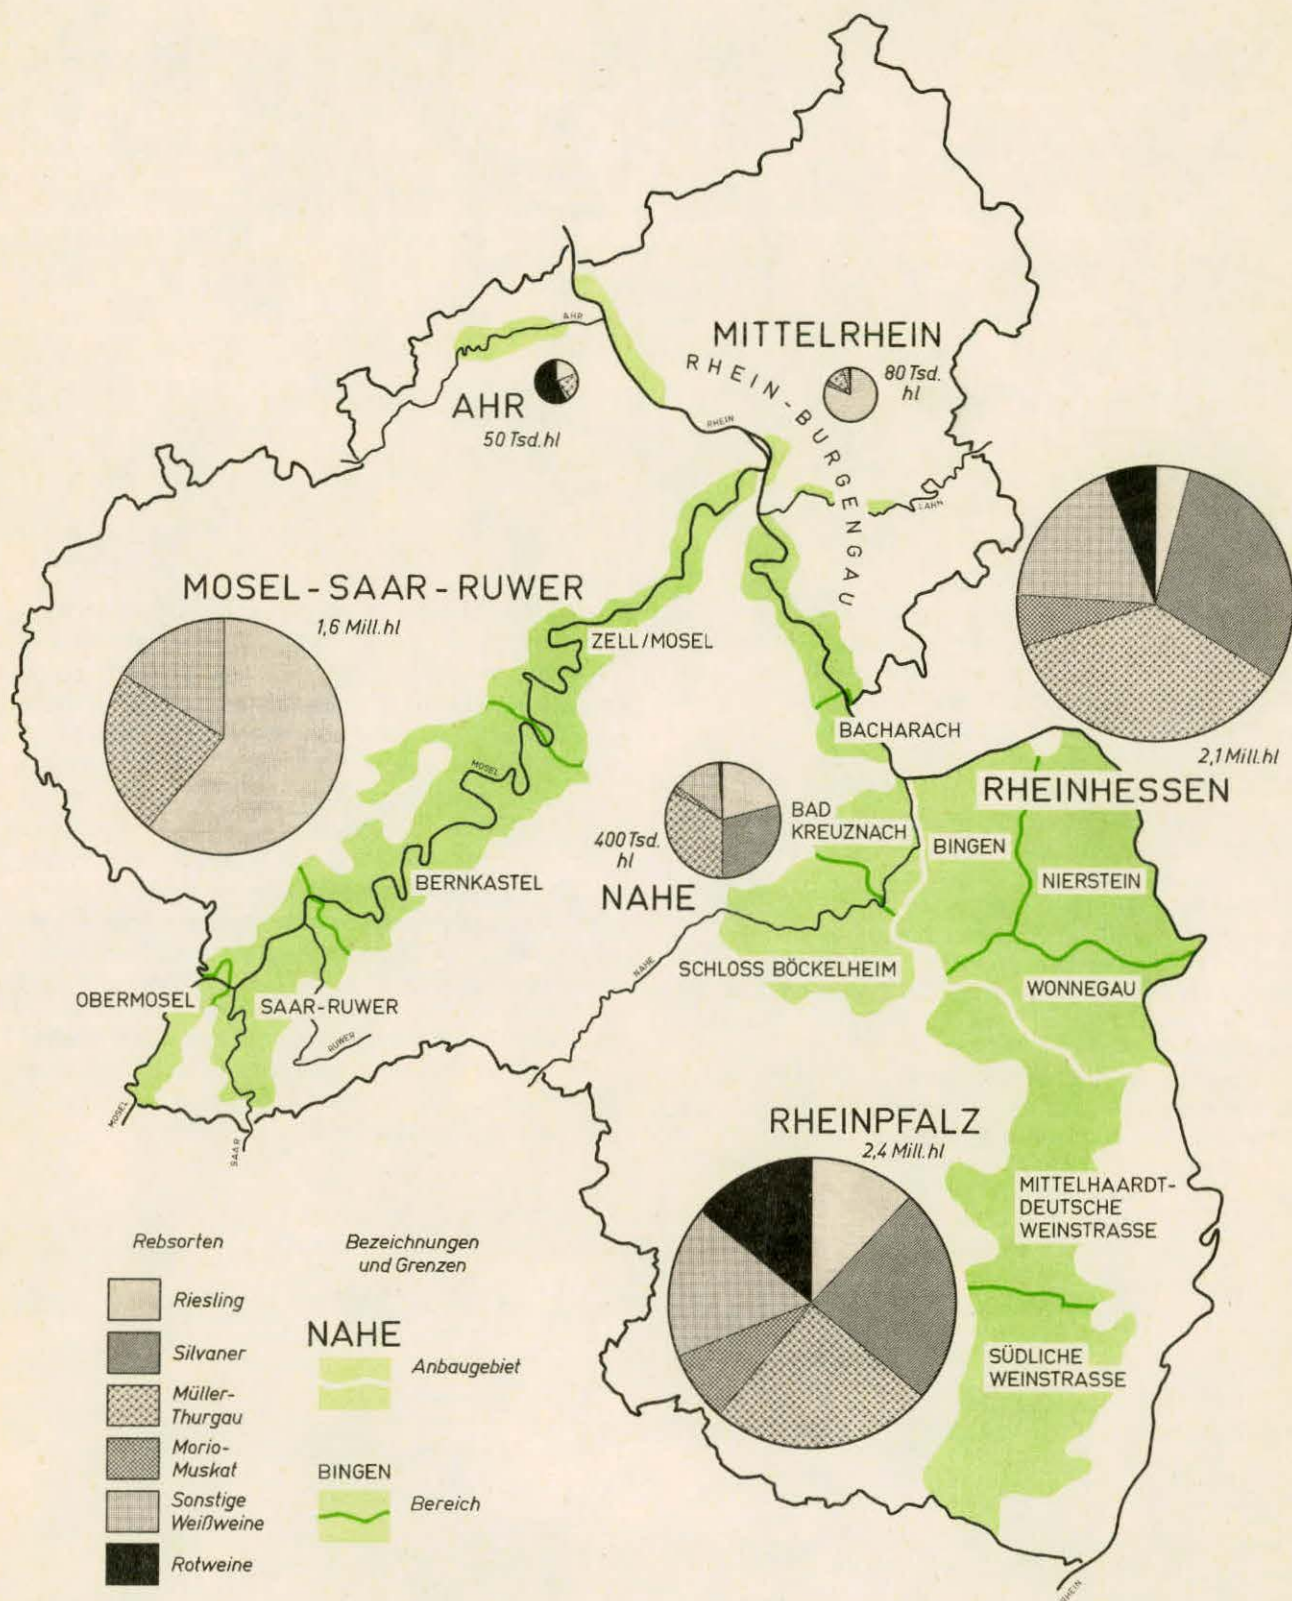 AHR
MITTELRHEIN
RHEIN-BURGENGAU
80 Tsd.
hl
AHR
50 Tsd. hl
RHEIN
LAHN
MOSEL-SAAR-RUWER
1,6 Mill. hl
ZELL/MOSEL
BACHARACH
MOSEL
2,1 Mill. hl
RHEINHESSEN
BAD
KREUZNACH
400 Tsd.
hl
NAHE
BINGEN
NIERSTEIN
BERNKASTEL
NAHE
SCHLOSS BÖCKELHEIM
WONNEGAU
OBERMOSEL
SAAR-RUWER
RUWER
MOSEL
SAAR
RHEINPFALZ
2,4 Mill. hl
MITTELHAARDT-
DEUTSCHE
WEINSTRASSE
SÜDLICHE
WEINSTRASSE
RHEIN
Rebsorten
Riesling
Silvaner
Müller-
Thurgau
Morio-
Muskat
Sonstige
Weißweine
Rotweine
Bezeichnungen
und Grenzen
NAHE
Anbaugebiet
BINGEN
Bereich